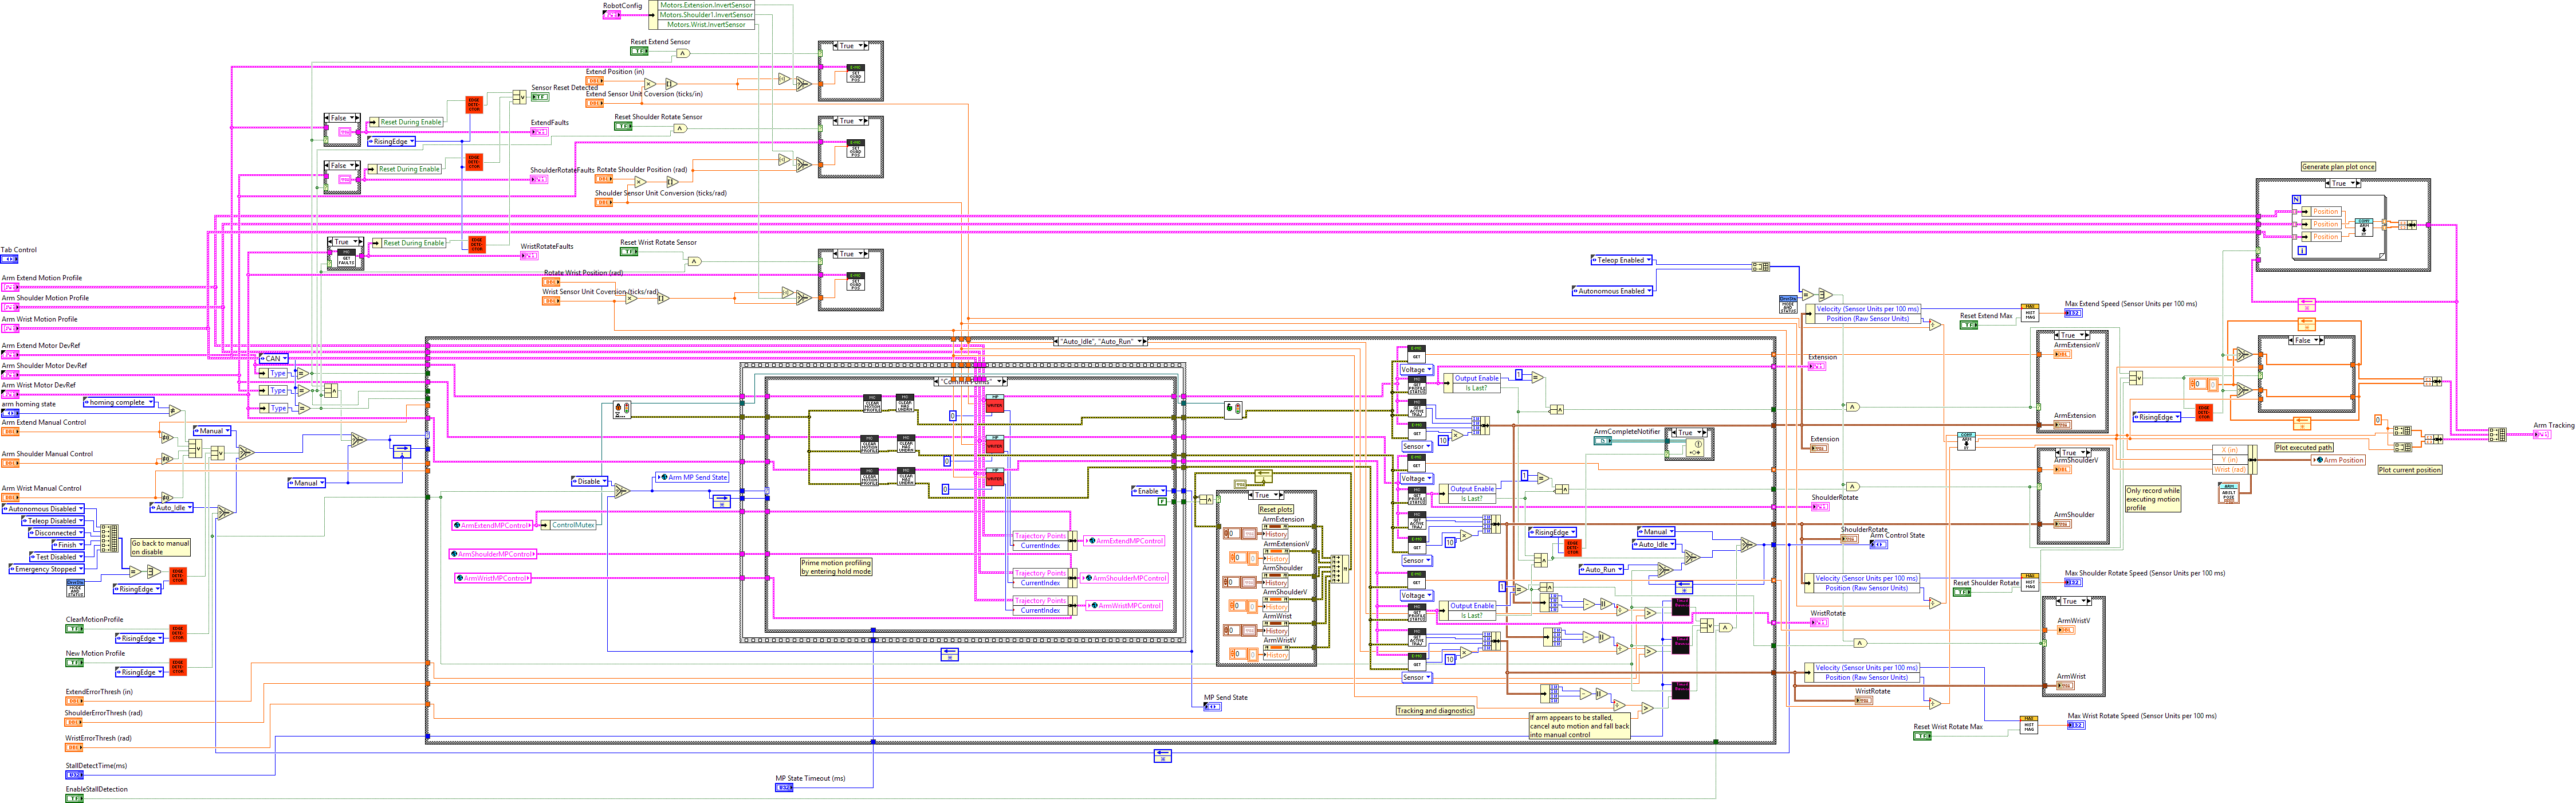 RobotConfig
Motors.Extension.InvertSensor
Motors.Shoulder1.InvertSensor
Motors.Wrist.InvertSensor
Reset Extend Sensor
True
Extend Position (in)
Sensor Reset Detected
Extend Sensor Unit Coversion (ticks/in)
False
Reset During Enable
ExtendFaults
RisingEdge
Reset Shoulder Rotate Sensor
True
False
Reset During Enable
ShoulderRotateFaults
Rotate Shoulder Position (rad)
Shoulder Sensor Unit Conversion (ticks/rad)
Generate plan plot once
True
Position
Position
Position
True
Reset During Enable
WristRotateFaults
Reset Wrist Rotate Sensor
True
Rotate Wrist Position (rad)
Wrist Sensor Unit Coversion(ticks/rad)
Tab Control
Arm Extend Motion Profile
Arm Shoulder Motion Profile
Arm Wrist Motion Profile
Arm Extend Motor DevRef
Arm Shoulder Motor DevRef
Arm Wrist Motor DevRef
arm homing state
Arm Extend Manual Control
Arm Shoulder Manual Control
Arm Wrist Manual Control
CAN
Type
Type
Type
homing complete
Manual
Manual
Auto_Idle
Autonomous Disabled
Teleop Disabled
Disconnected
Finish
Test Disabled
Emergency Stopped
Go back to manual
on disable
RisingEdge
ClearMotionProfile
RisingEdge
New Motion Profile
RisingEdge
ExtendErrorThresh (in)
ShoulderErrorThresh (rad)
WristErrorThresh (rad)
StallDetectTime(ms)
EnableStallDetection
"Auto_Idle", "Auto_Run"
Disable
Arm MP Send State
ArmExtendMPControl
ControlMutex
ArmShoulderMPControl
ArmWristMPControl
Prime motion profiling
by entering hold mode
Trajectory Points
CurrentIndex
ArmExtendMPControl
Trajectory Points
CurrentIndex
ArmShoulderMPControl
Trajectory Points
CurrentIndex
ArmWristMPControl
MP State Timeout (ms)
Enable
True
Reset plots
ArmExtension
History
ArmExtensionV
History
ArmShoulder
History
ArmShoulderV
History
ArmWrist
History
ArmWristV
History
MP Send State
Voltage
Output Enable
Is Last?
Sensor
Voltage
Output Enable
Is Last?
Sensor
Voltage
Output Enable
Is Last?
Sensor
ArmCompleteNotifier
True
RisingEdge
Manual
Auto_Idle
Auto_Run
Tracking and diagnostics
If arm appears to be stalled,
cancel auto motion and fall back
into manual control
Teleop Enabled
Autonomous Enabled
Velocity (Sensor Units per 100 ms)
Position (Raw Sensor Units)
Reset Extend Max
Max Extend Speed (Sensor Units per 100 ms)
Extension
Extension
ShoulderRotate
ShoulderRotate
Arm Control State
Velocity (Sensor Units per 100 ms)
Position (Raw Sensor Units)
Reset Shoulder Rotate
Max Shoulder Rotate Speed (Sensor Units per 100 ms)
WristRotate
Velocity (Sensor Units per 100 ms)
Position (Raw Sensor Units)
WristRotate
Reset Wrist Rotate Max
Max Wrist Rotate Speed (Sensor Units per 100 ms)
True
ArmExtensionV
ArmExtension
True
ArmShoulderV
ArmShoulder
True
ArmWristV
ArmWrist
RisingEdge
False
Only record while
executing motion
profile
X (in)
Y (in)
Wrist (rad)
Plot executed path
Arm Position
Plot current position
Arm Tracking